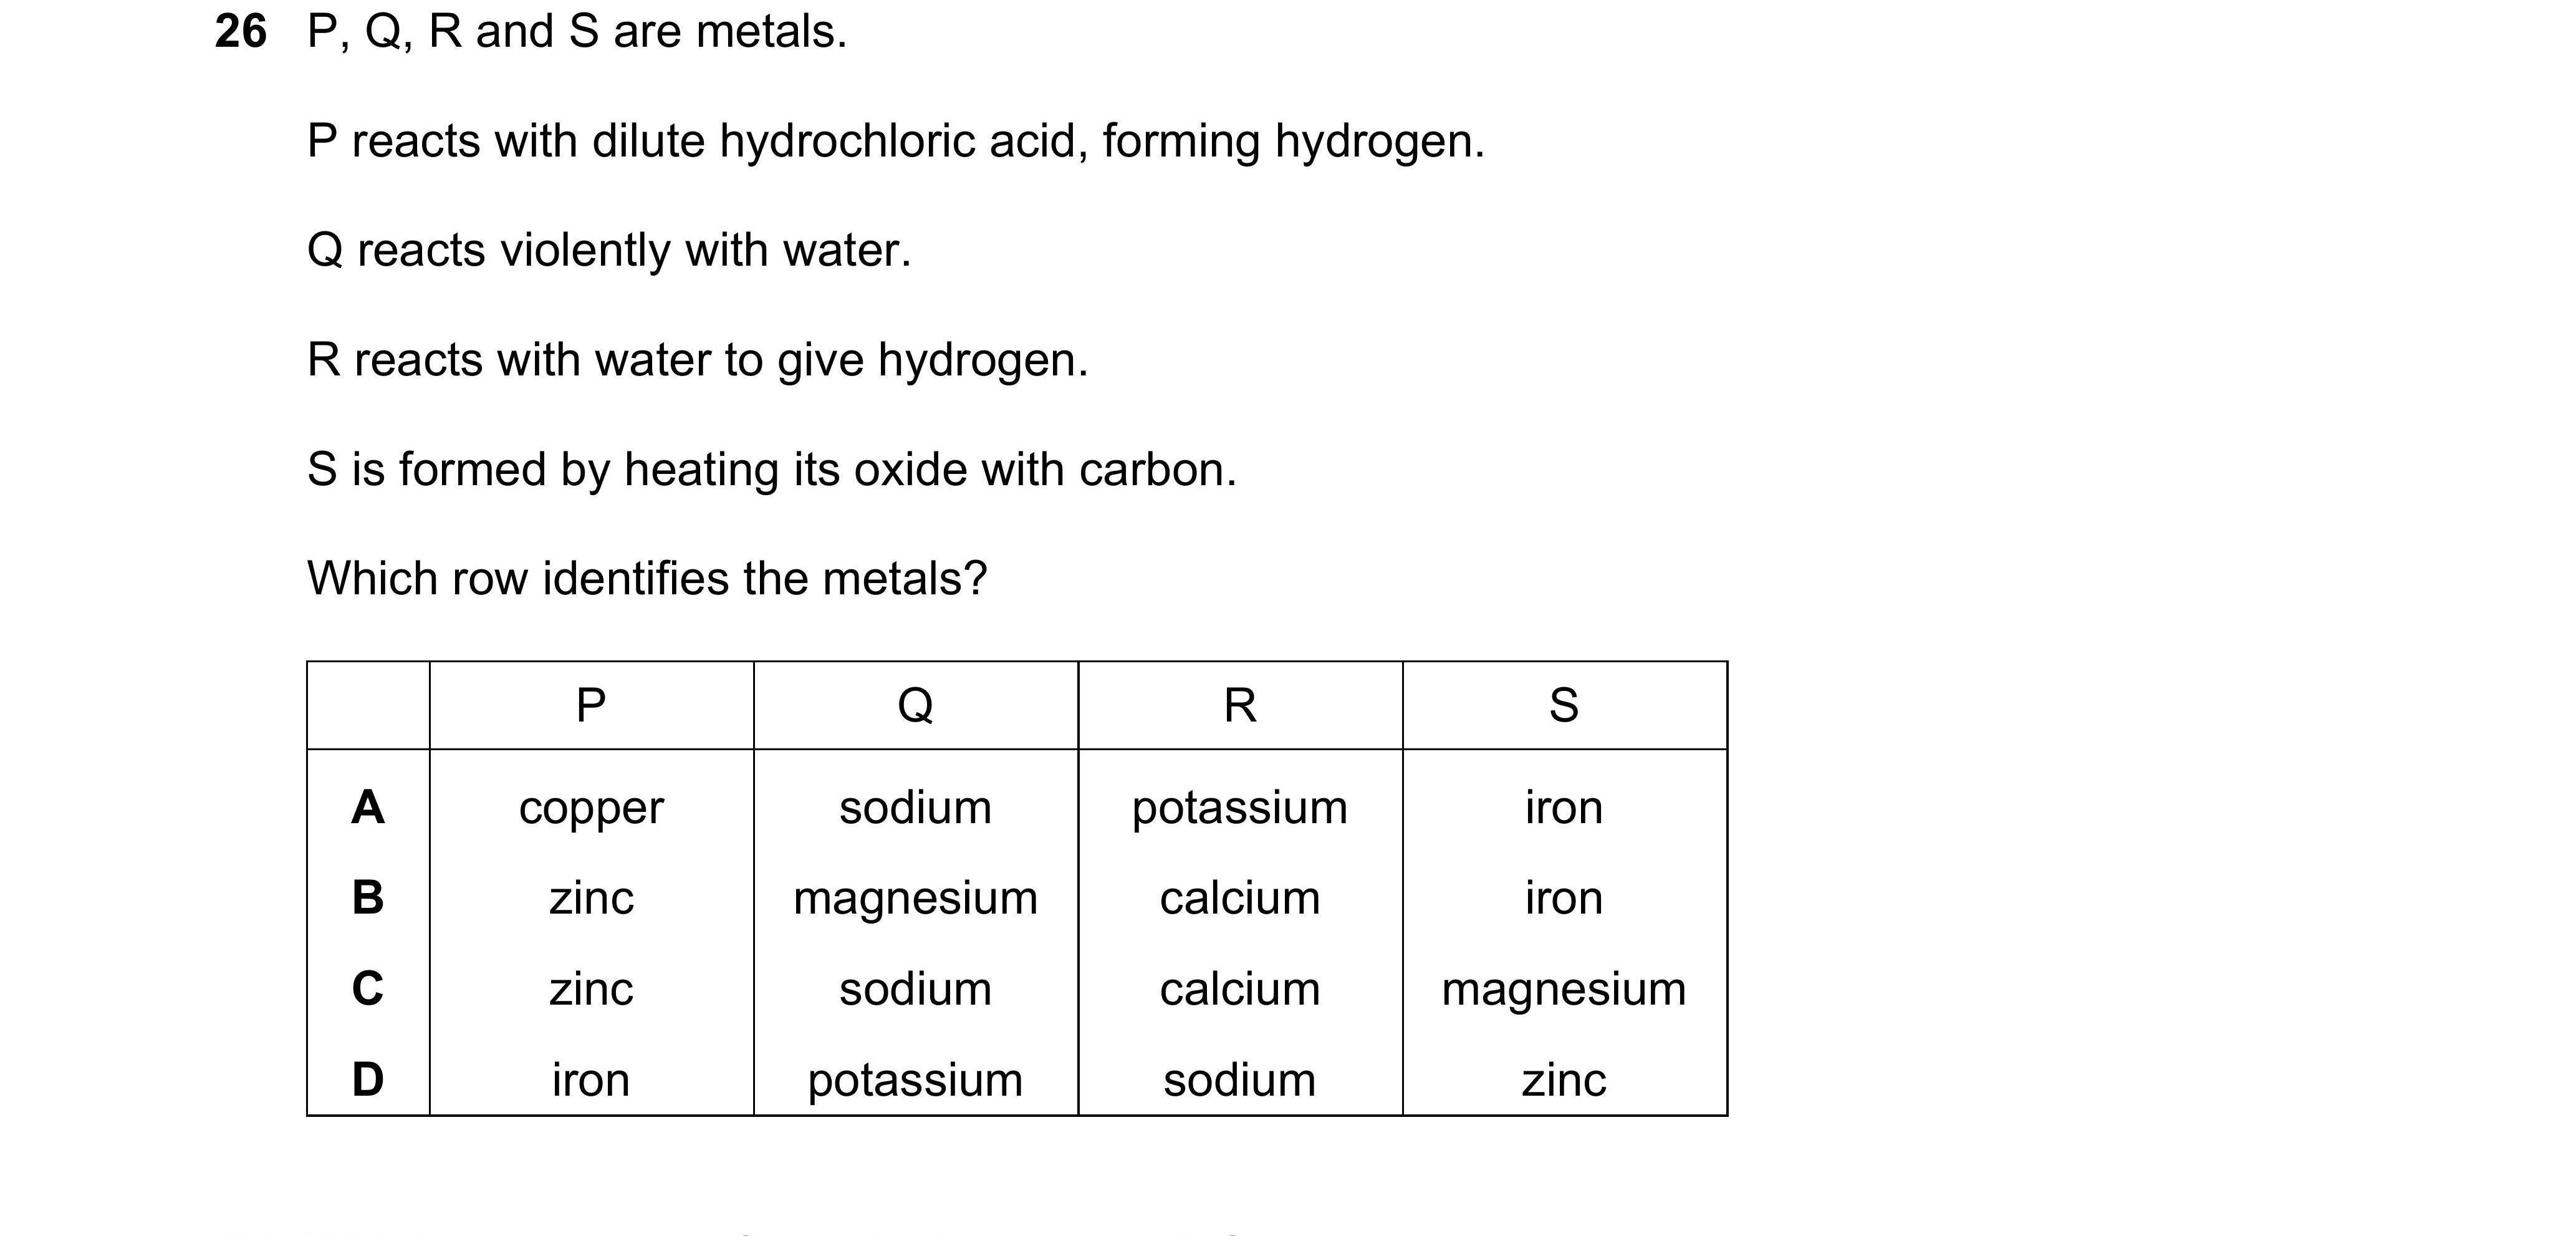 26 P, Q, R and S are metals.
P reacts with dilute hydrochloric acid, forming hydrogen.
Q reacts violently with water.
R reacts with water to give hydrogen.
S is formed by heating its oxide with carbon.
Which row identifies the metals?
P Q R S
A copper sodium potassium iron
B zinc magnesium calcium iron
C zinc sodium calcium magnesium
D iron potassium sodium zinc